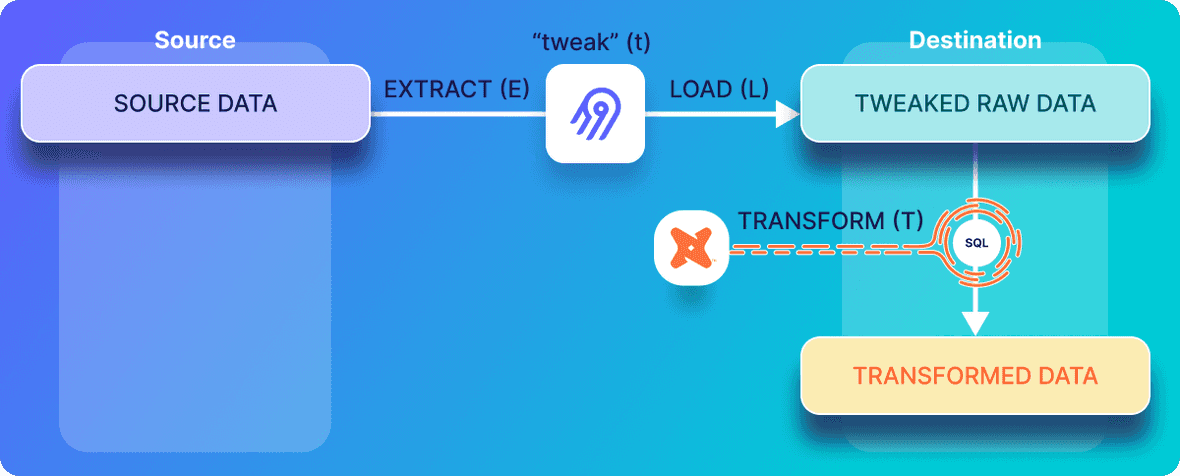 Source
“tweak” (t)
Destination
SOURCE DATA
EXTRACT (E)
LOAD (L)
TWEAKED RAW DATA
TRANSFORM (T)
SQL
TRANSFORMED DATA